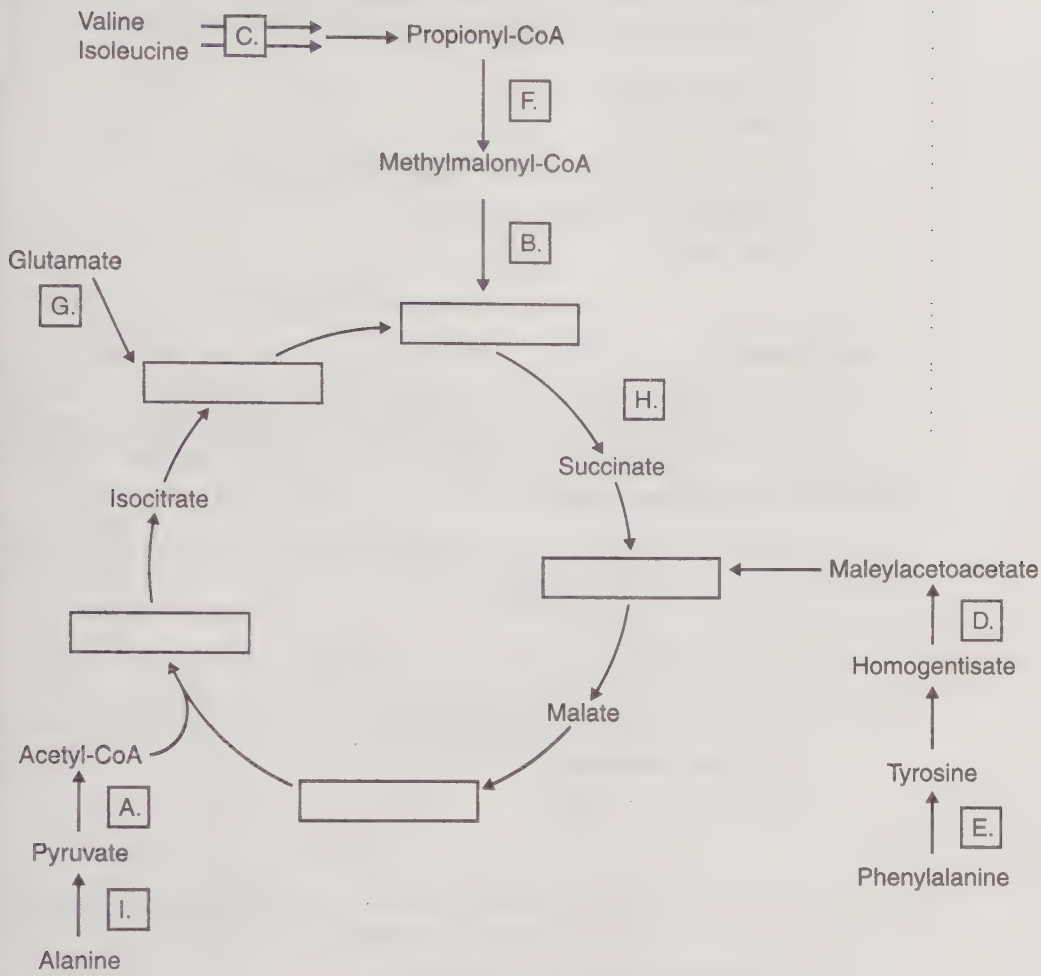 Valine
Isoleucine
C.
Propionyl-CoA
F.
Methylmalonyl-CoA
B.
Glutamate
G.
H.
Succinate
Isocitrate
Maleylacetoacetate
D.
Homogentisate
Malate
Acetyl-CoA
Tyrosine
A.
E.
Pyruvate
Phenylalanine
I.
Alanine